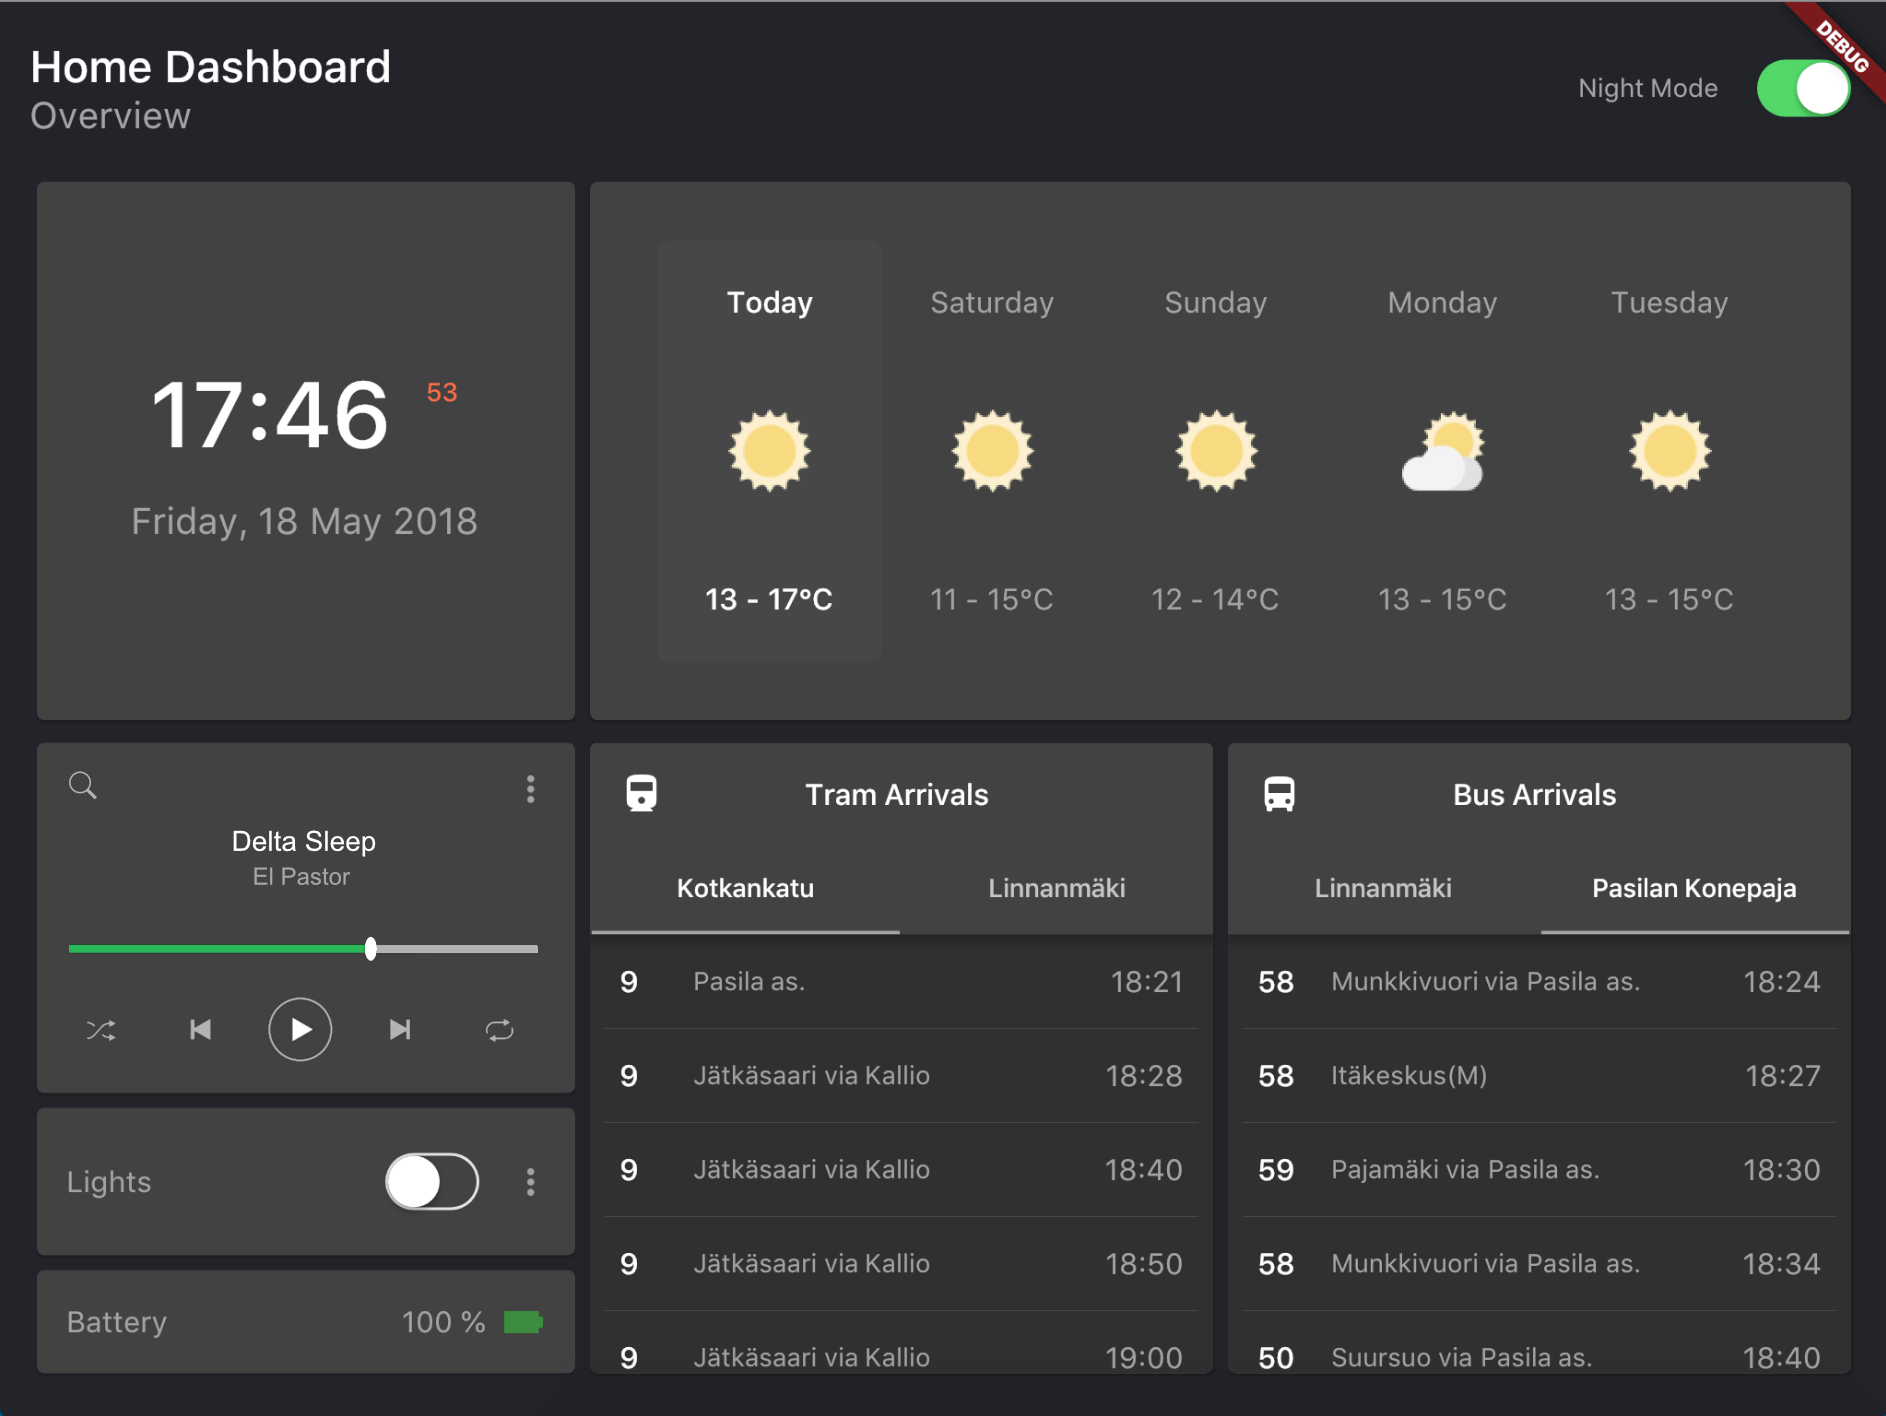 Home Dashboard
Overview
Night Mode
DEBUG
17:46 53
Friday, 18 May 2018
Today Saturday Sunday Monday Tuesday
13 - 17°C 11 - 15°C 12 - 14°C 13 - 15°C 13 - 15°C
Delta Sleep
El Pastor
Lights
Battery 100 %
Tram Arrivals
Kotkankatu Linnanmäki
9 Pasila as. 18:21
9 Jätkäsaari via Kallio 18:28
9 Jätkäsaari via Kallio 18:40
9 Jätkäsaari via Kallio 18:50
9 Jätkäsaari via Kallio 19:00
Bus Arrivals
Linnanmäki Pasilan Konepaja
58 Munkkivuori via Pasila as. 18:24
58 Itäkeskus(M) 18:27
59 Pajamäki via Pasila as. 18:30
58 Munkkivuori via Pasila as. 18:34
50 Suursuo via Pasila as. 18:40